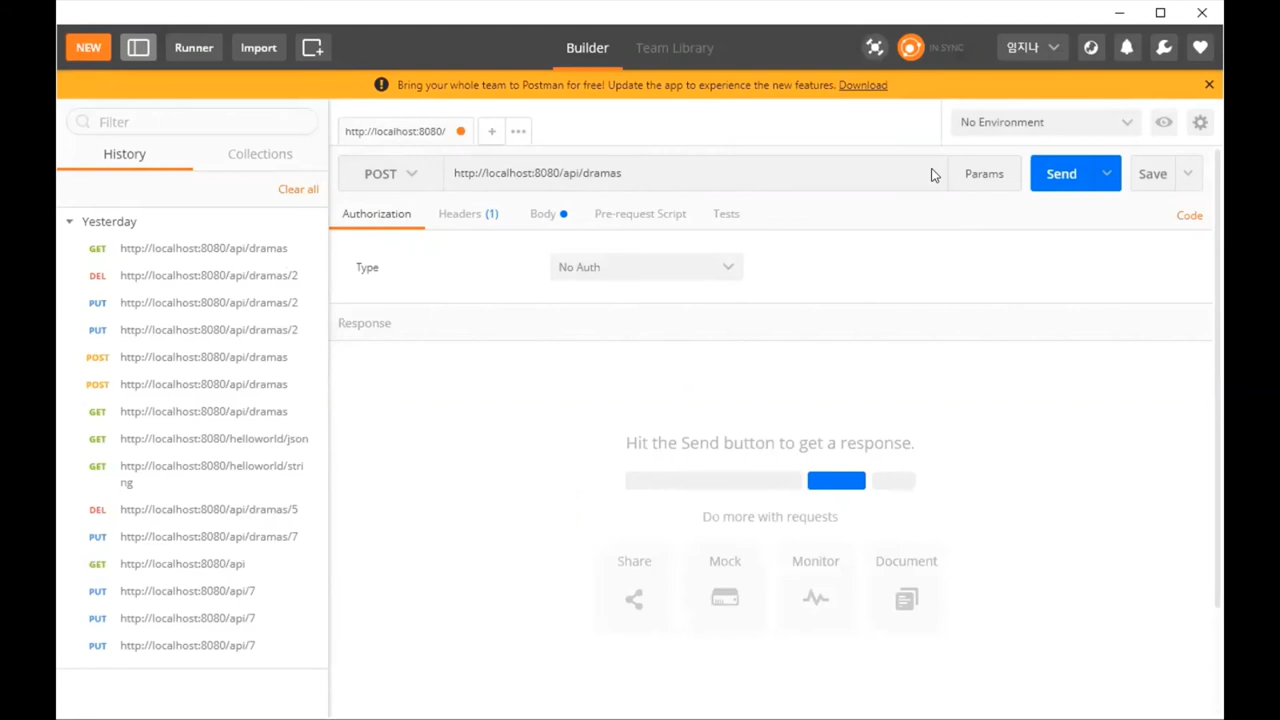 NEW
Runner
Import
Builder
Team Library
IN SYNC
임지나
Bring your whole team to Postman for free! Update the app to experience the new features. Download
Filter
History
Collections
Clear all
Yesterday
GET http://localhost:8080/api/dramas
DEL http://localhost:8080/api/dramas/2
PUT http://localhost:8080/api/dramas/2
PUT http://localhost:8080/api/dramas/2
POST http://localhost:8080/api/dramas
POST http://localhost:8080/api/dramas
GET http://localhost:8080/api/dramas
GET http://localhost:8080/helloworld/json
GET http://localhost:8080/helloworld/stri
ng
DEL http://localhost:8080/api/dramas/5
PUT http://localhost:8080/api/dramas/7
GET http://localhost:8080/api
PUT http://localhost:8080/api/7
PUT http://localhost:8080/api/7
PUT http://localhost:8080/api/7
http://localhost:8080/
No Environment
POST
http://localhost:8080/api/dramas
Params
Send
Save
Authorization
Headers (1)
Body
Pre-request Script
Tests
Code
Type
No Auth
Response
Hit the Send button to get a response.
Do more with requests
Share
Mock
Monitor
Document